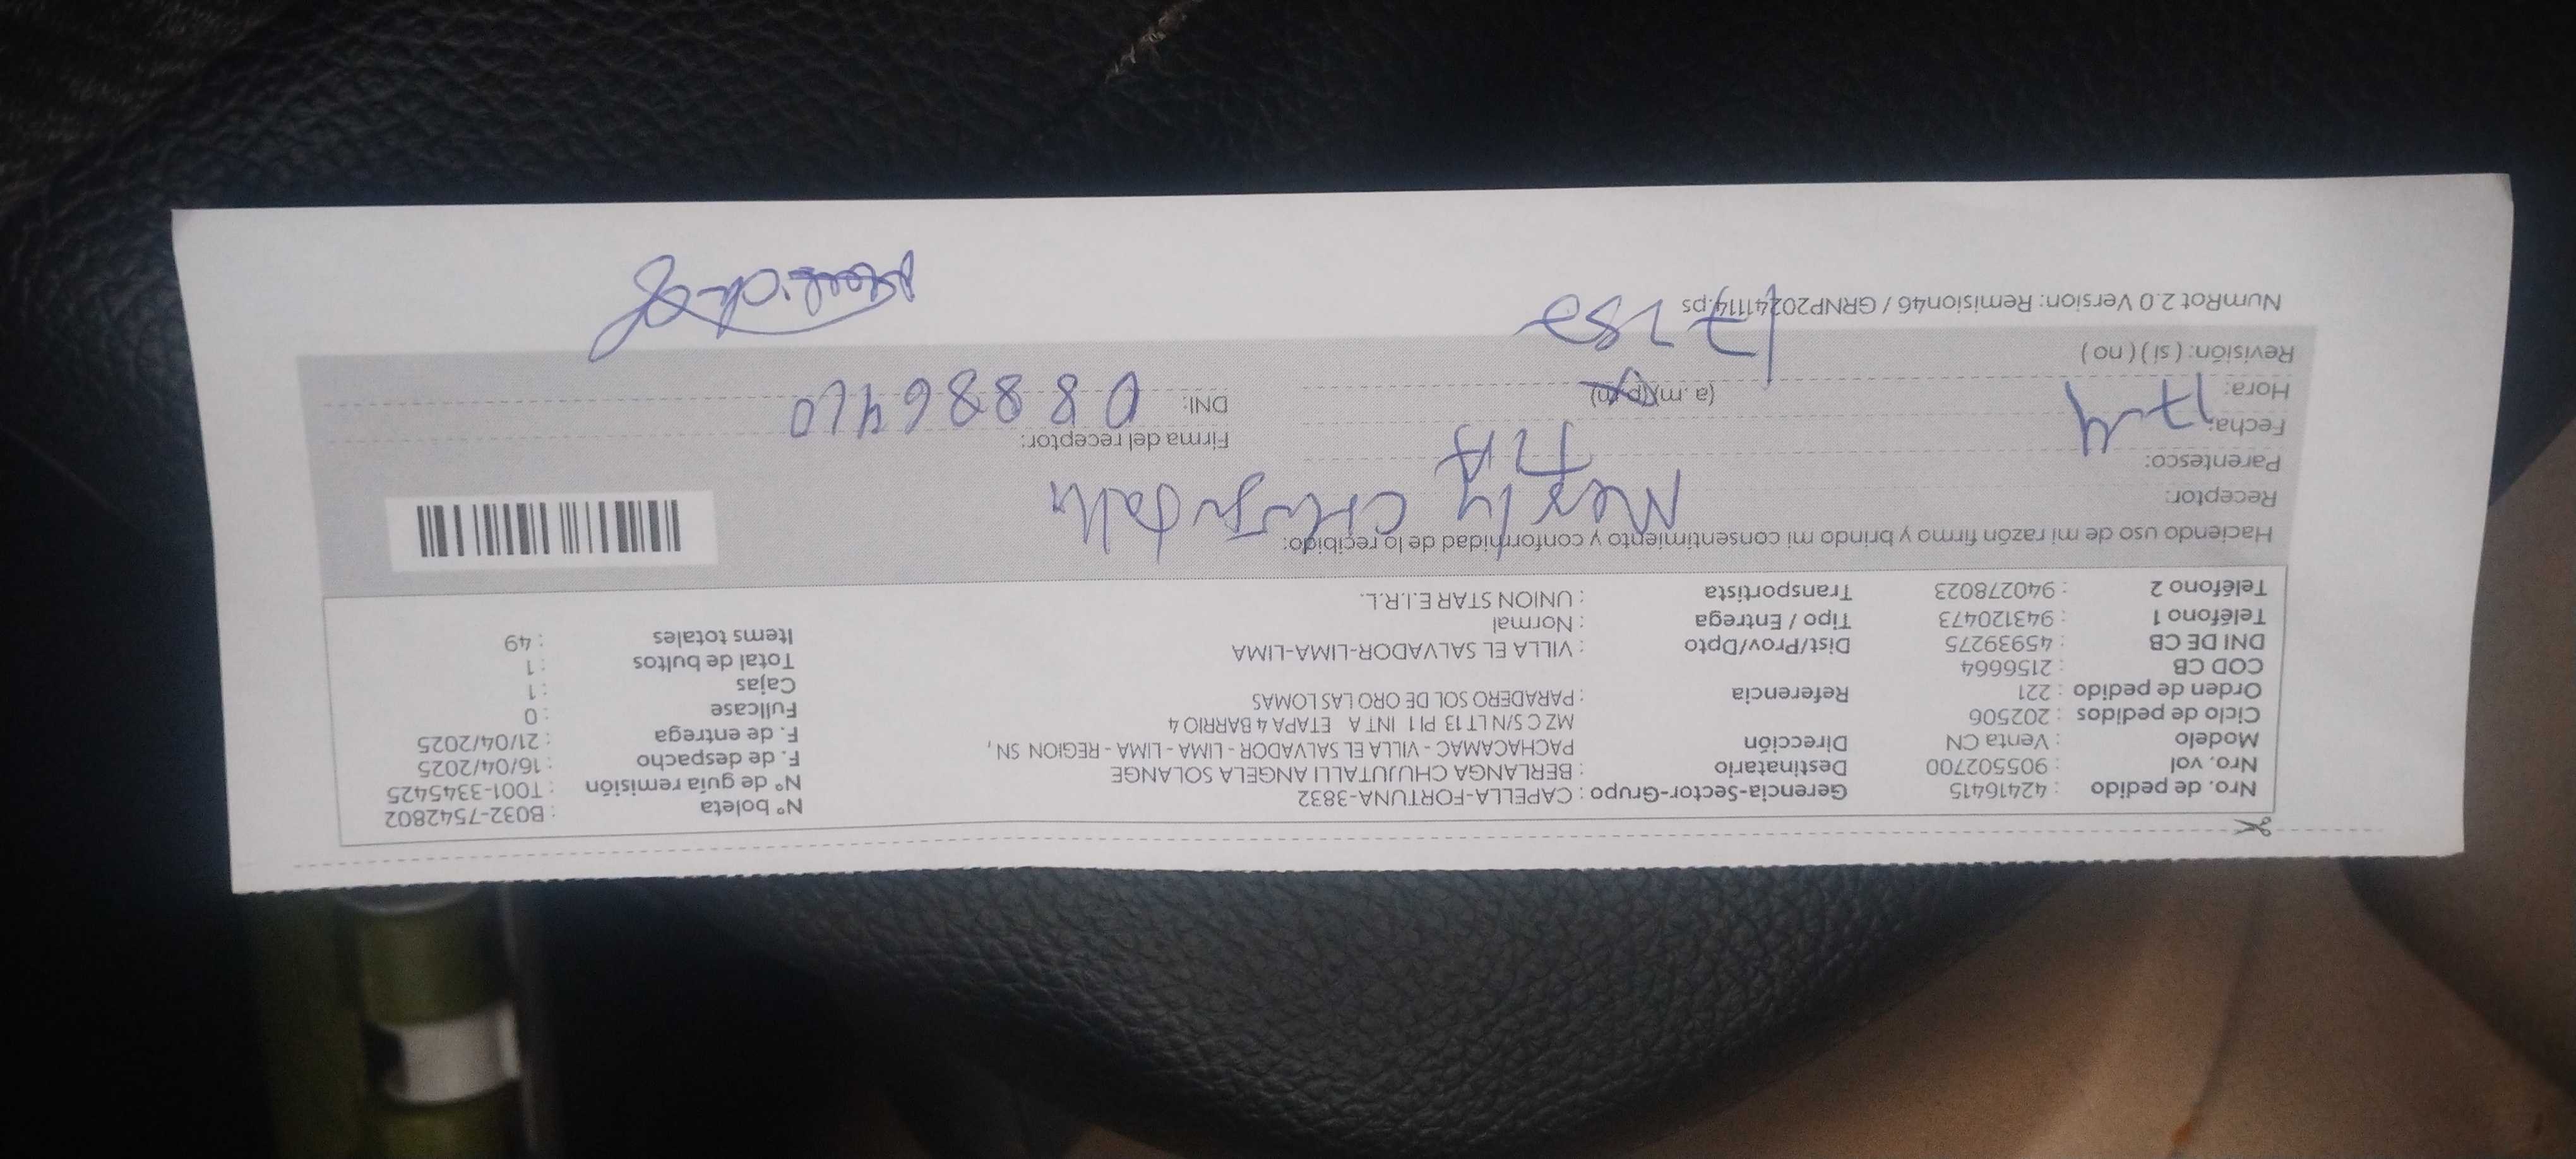 Nro. de pedido : 42416415 Gerencia-Sector-Grupo : CAPELLA-FORTUNA-3832 N° boleta : B032-7542802
Nro. val : 905502700 Destinatario : BERLANGA CHUJUTALLI ANGELA SOLANGE N° de guía remisión : T001-3345425
Modelo : Venta CN Dirección PACHACAMAC - VILLA EL SALVADOR - LIMA - LIMA - REGION SN, F. de despacho : 16/04/2025
Ciclo de pedidos : 202506 MZ C S/N LT 13 PI 1 INT A ETAPA 4 BARRIO 4 F. de entrega : 21/04/2025
Orden de pedido : 221 Referencia : PARADERO SOL DE ORO LAS LOMAS Fullcase : 0
COD CB : 2156664 Cajas : 1
DNI DE CB : 45939275 Dist/Prov/Dpto : VILLA EL SALVADOR-LIMA-LIMA Total de bultos : 1
Teléfono 1 : 943120473 Tipo / Entrega : Normal Items totales : 49
Teléfono 2 : 940278023 Transportista : UNION STAR E.I.R.L.
Haciendo uso de mi razón firmo y brindo mi consentimiento y conformidad de lo recibido:
Receptor:
Parentesco: Firma del receptor:
Fecha: 17-4
Hora: (a. m)(p. m) DNI: 08886410
Revisión: ( si ) ( no )
NumRot 2.0 Version: Remision46 / GRNP20241114.ps